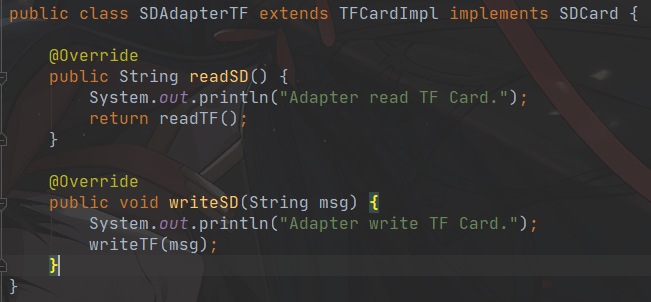 public class SDAdapterTF extends TFCardImpl implements SDCard {
@Override
public String readSD() {
System.out.println("Adapter read TF Card.");
return readTF();
}
@Override
public void writeSD(String msg) {
System.out.println("Adapter write TF Card.");
writeTF(msg);
}
}